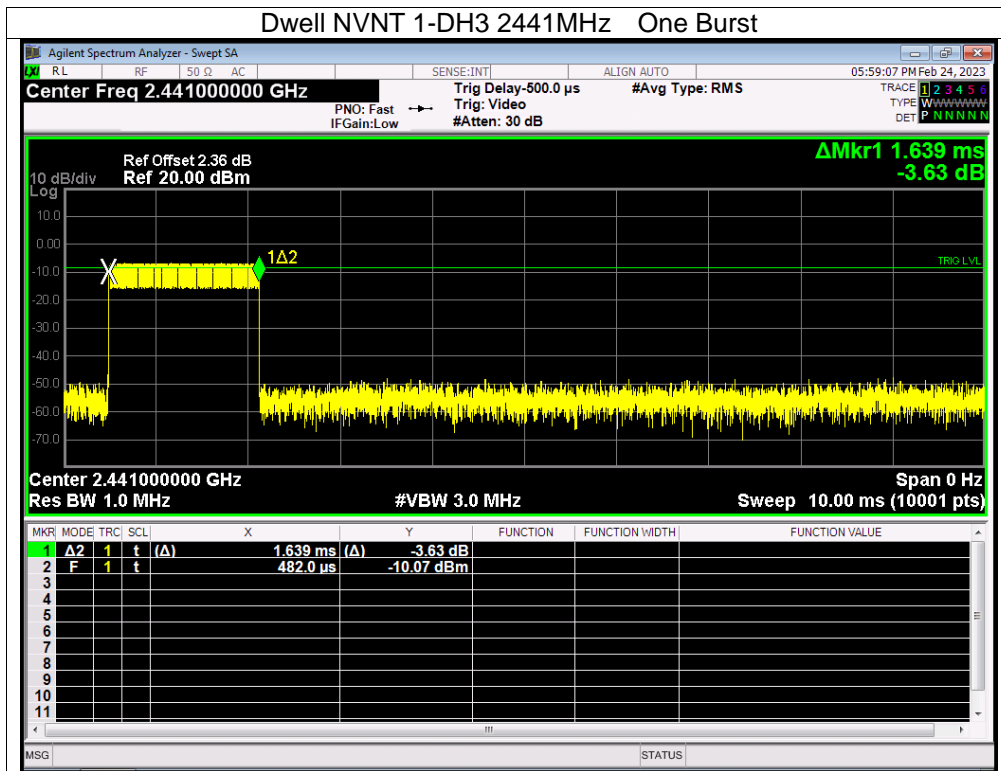 Dwell NVNT 1-DH3 2441MHz One Burst
Agilent Spectrum Analyzer - Swept SA
LXI RL RF 50 Ω AC SENSE:INT ALIGN AUTO 05:59:07 PM Feb 24, 2023
Center Freq 2.441000000 GHz Trig Delay-500.0 µs #Avg Type: RMS TRACE 1 2 3 4 5 6
PNO: Fast Trig: Video TYPE WWWWWW
IFGain:Low #Atten: 30 dB DET P N N N N N
ΔMkr1 1.639 ms
-3.63 dB
Ref Offset 2.36 dB
10 dB/div Ref 20.00 dBm
Log
10.0
0.00
1Δ2
TRIG LVL
-10.0
-20.0
-30.0
-40.0
-50.0
-60.0
-70.0
Center 2.441000000 GHz Span 0 Hz
Res BW 1.0 MHz #VBW 3.0 MHz Sweep 10.00 ms (10001 pts)
MKR MODE TRC SCL X Y FUNCTION FUNCTION WIDTH FUNCTION VALUE
1 Δ2 1 t (Δ) 1.639 ms (Δ) -3.63 dB
2 F 1 t 482.0 µs -10.07 dBm
3
4
5
6
7
8
9
10
11
MSG STATUS